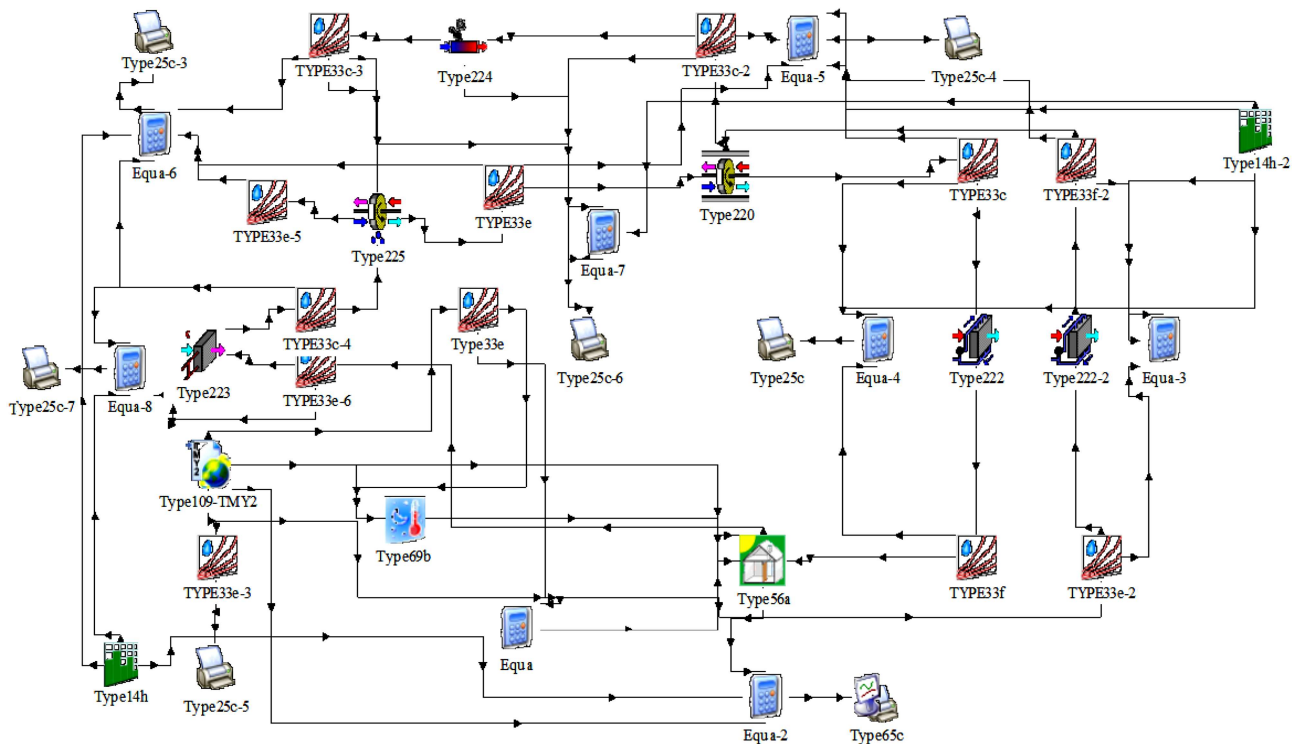 Type25c-3
TYPE33c-3
Type224
TYPE33c-2
Equa-5
Type25c-4
Equa-6
TYPE33e-5
Type225
TYPE33e
Type220
TYPE33c
TYPE33f-2
Type14h-2
Equa-7
TYPE33c-4
Type33e
Type25c-6
Type25c
Equa-4
Type222
Type222-2
Equa-3
Type25c-7
Equa-8
Type223
TYPE33e-6
TMY2
Type109-TMY2
Type69b
TYPE33e-3
Type56a
TYPE33f
TYPE33e-2
Equa
Type14h
Type25c-5
Equa-2
Type65c